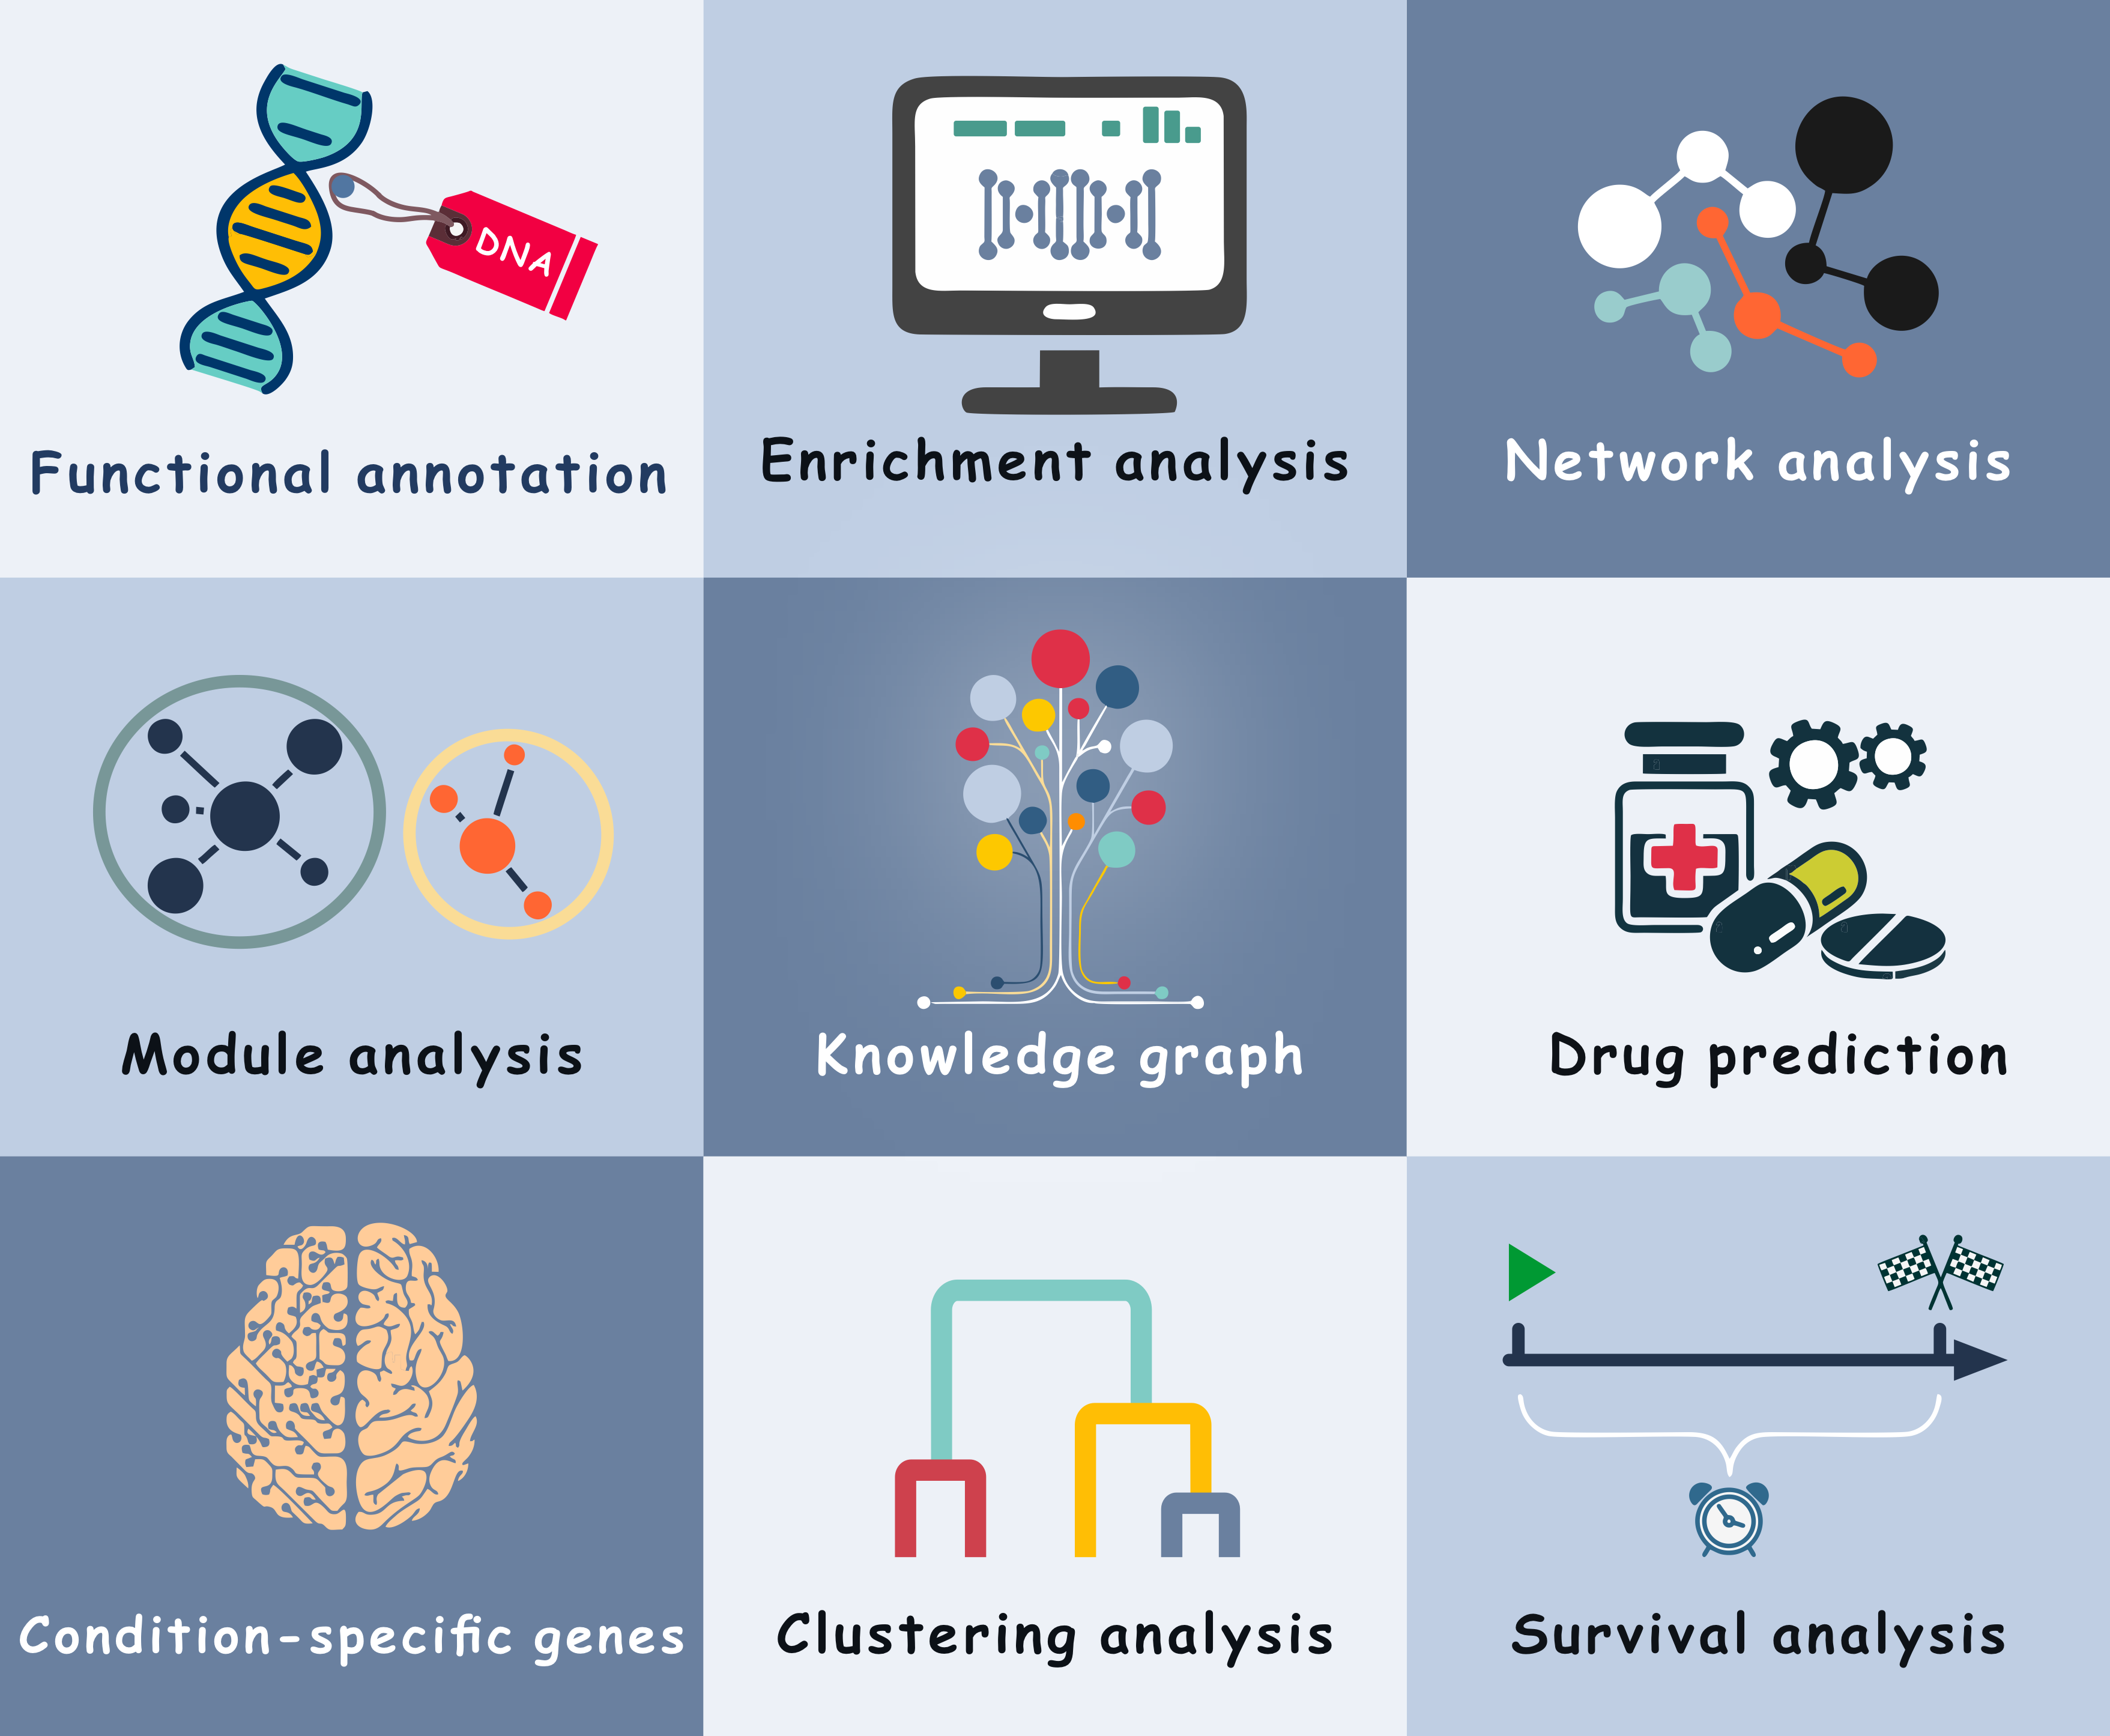 DNA
Functional annotation
Enrichment analysis
Network analysis
Module analysis
Knowledge graph
Drug prediction
Condition-specific genes
Clustering analysis
Survival analysis